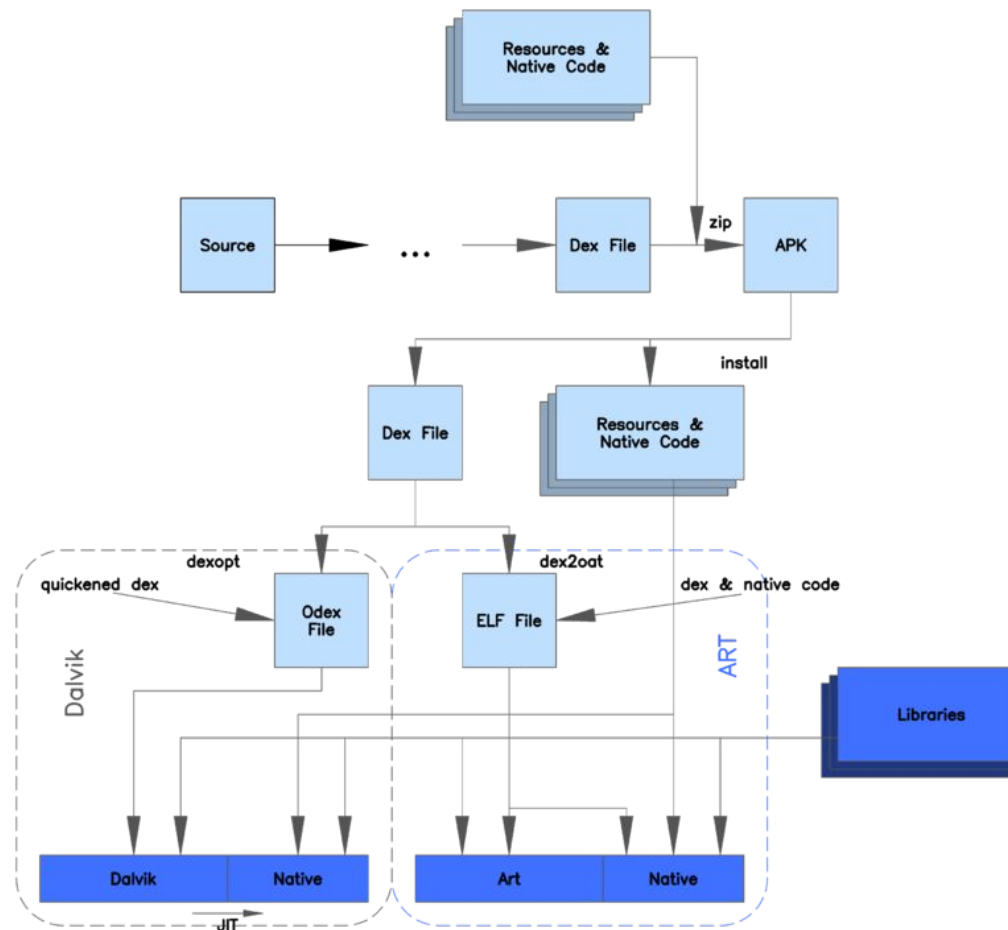 Resources &
Native Code
Source
...
Dex File
zip
APK
install
Dex File
Resources &
Native Code
dexopt
dex2oat
quickened dex
dex & native code
Odex
File
ELF File
Dalvik
ART
Libraries
Dalvik
Native
Art
Native
JIT